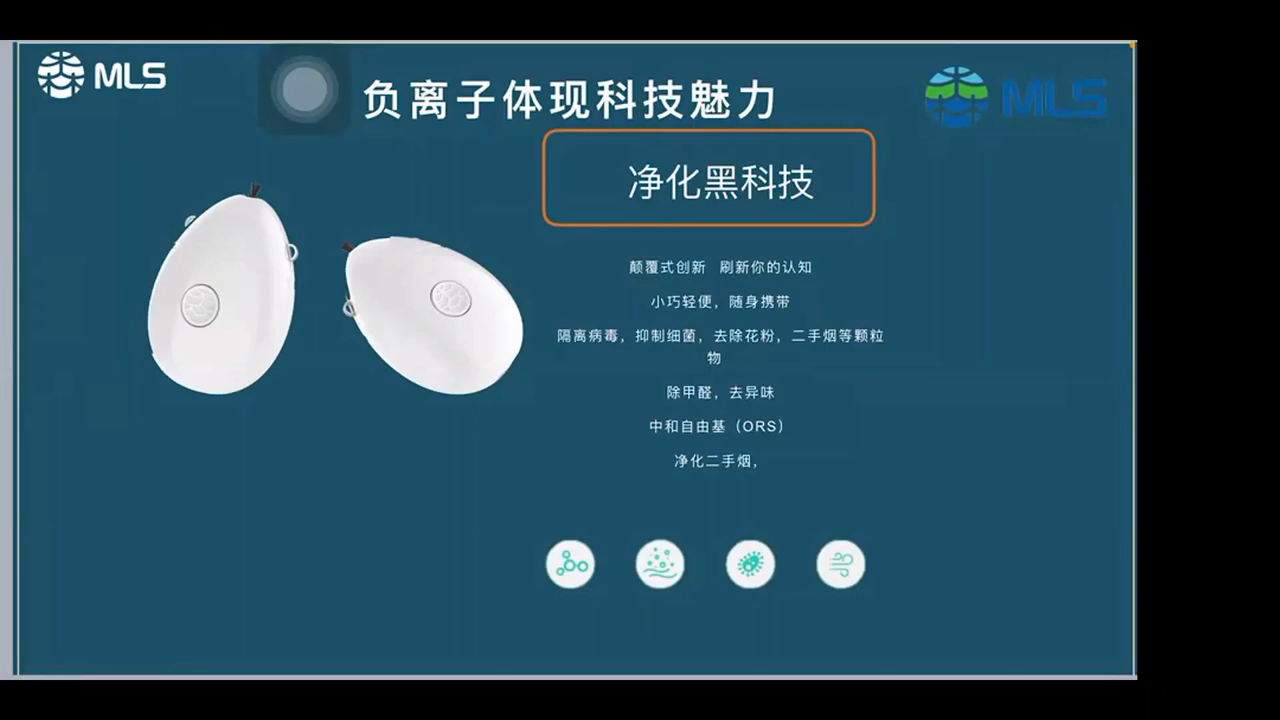 MLS
负离子体现科技魅力
MLS
净化黑科技
颠覆式创新 刷新你的认知
小巧轻便，随身携带
隔离病毒，抑制细菌，去除花粉，二手烟等颗粒
物
除甲醛，去异味
中和自由基（ORS）
净化二手烟，